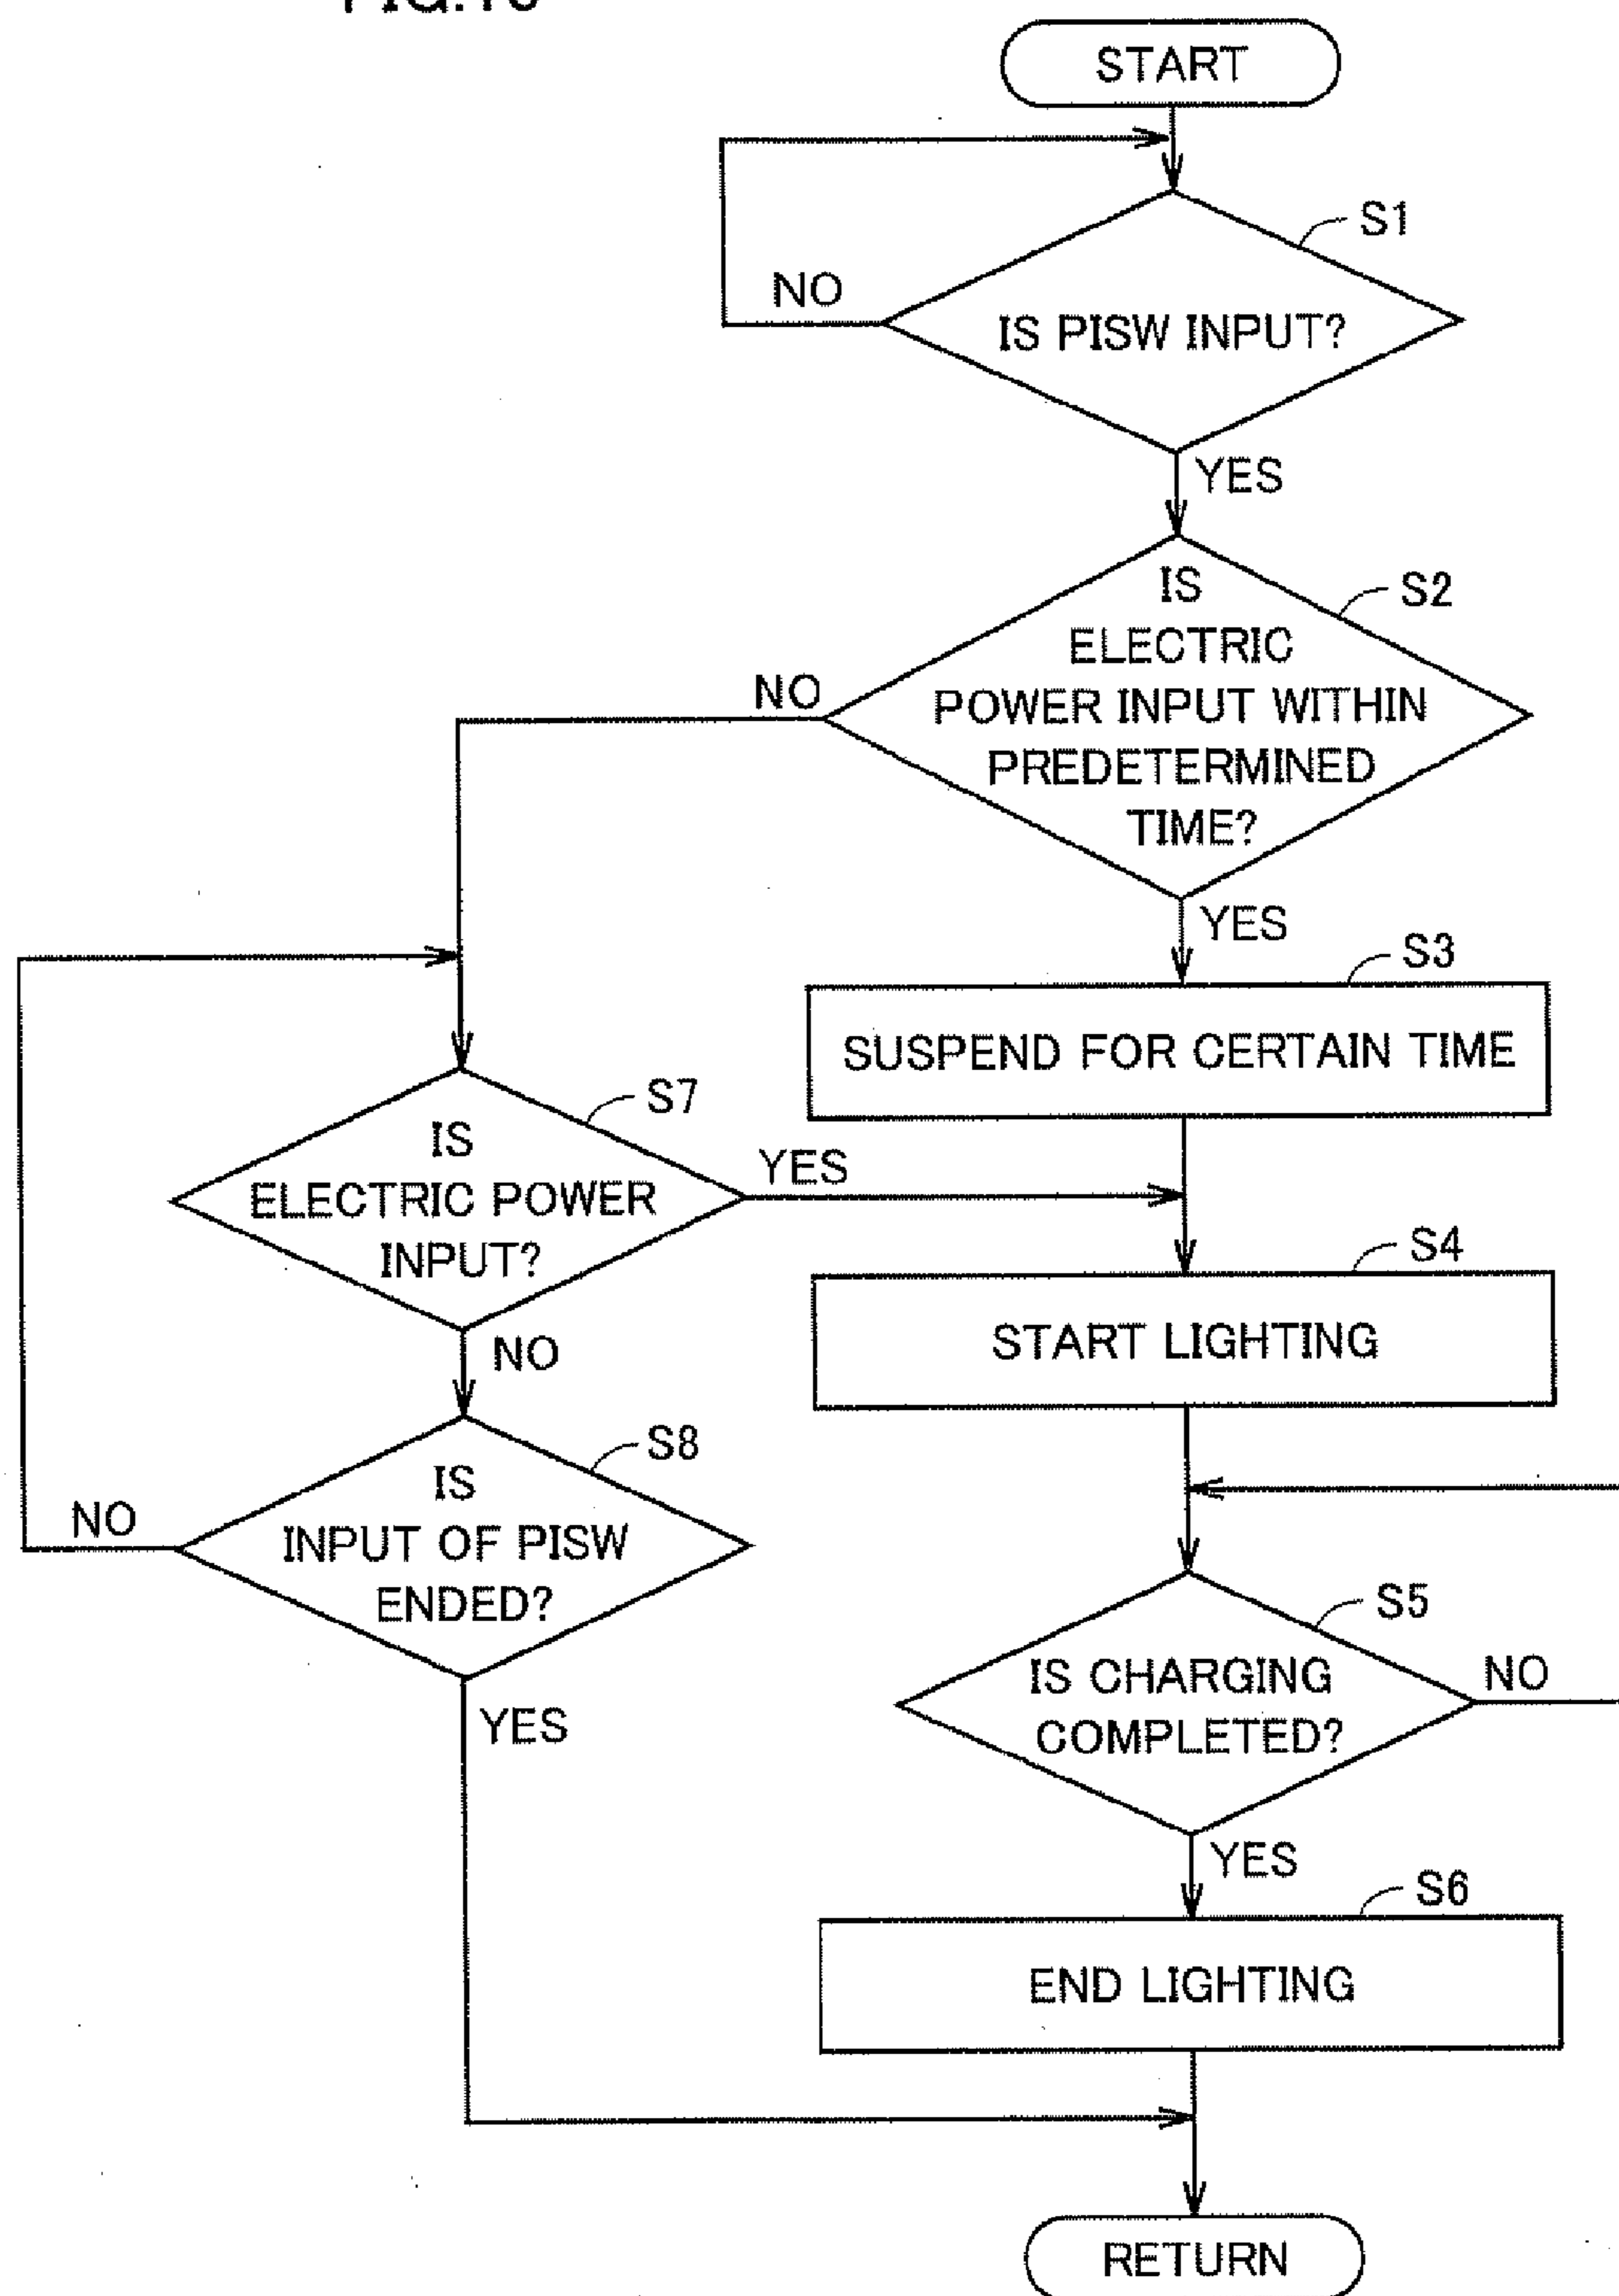 START
S1
NO
IS PISW INPUT?
YES
S2
IS
ELECTRIC
POWER INPUT WITHIN
PREDETERMINED
TIME?
NO
YES
S3
SUSPEND FOR CERTAIN TIME
S7
IS
ELECTRIC POWER
INPUT?
YES
NO
S4
START LIGHTING
S8
IS
INPUT OF PISW
ENDED?
NO
YES
S5
IS CHARGING
COMPLETED?
NO
YES
S6
END LIGHTING
RETURN